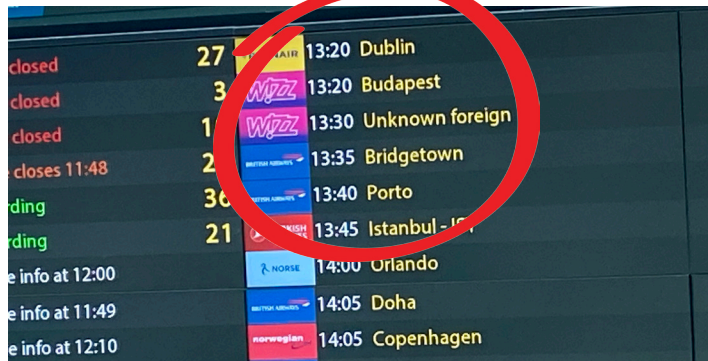 closed 27 13:20 Dublin
closed 3 WIZZ 13:20 Budapest
closed 1 WIZZ 13:30 Unknown foreign
closes 11:48 2 BRITISH AIRWAYS 13:35 Bridgetown
rding 36 BRITISH AIRWAYS 13:40 Porto
rding 21 13:45 Istanbul - IST
e info at 12:00 NORSE 14:00 Orlando
e info at 11:49 BRITISH AIRWAYS 14:05 Doha
e info at 12:10 norwegian 14:05 Copenhagen